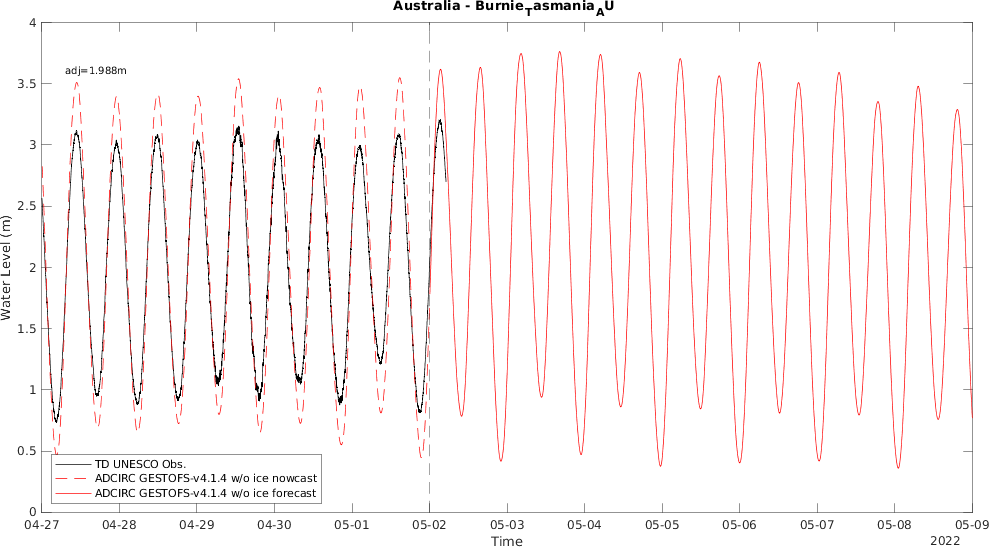 Australia - Burnie_Tasmania_AU
adj=1.988m
4
3.5
3
2.5
2
1.5
1
0.5
0
Water Level (m)
TD UNESCO Obs.
ADCIRC GESTOFS-v4.1.4 w/o ice nowcast
ADCIRC GESTOFS-v4.1.4 w/o ice forecast
04-27 04-28 04-29 04-30 05-01 05-02 05-03 05-04 05-05 05-06 05-07 05-08 05-09
Time
2022